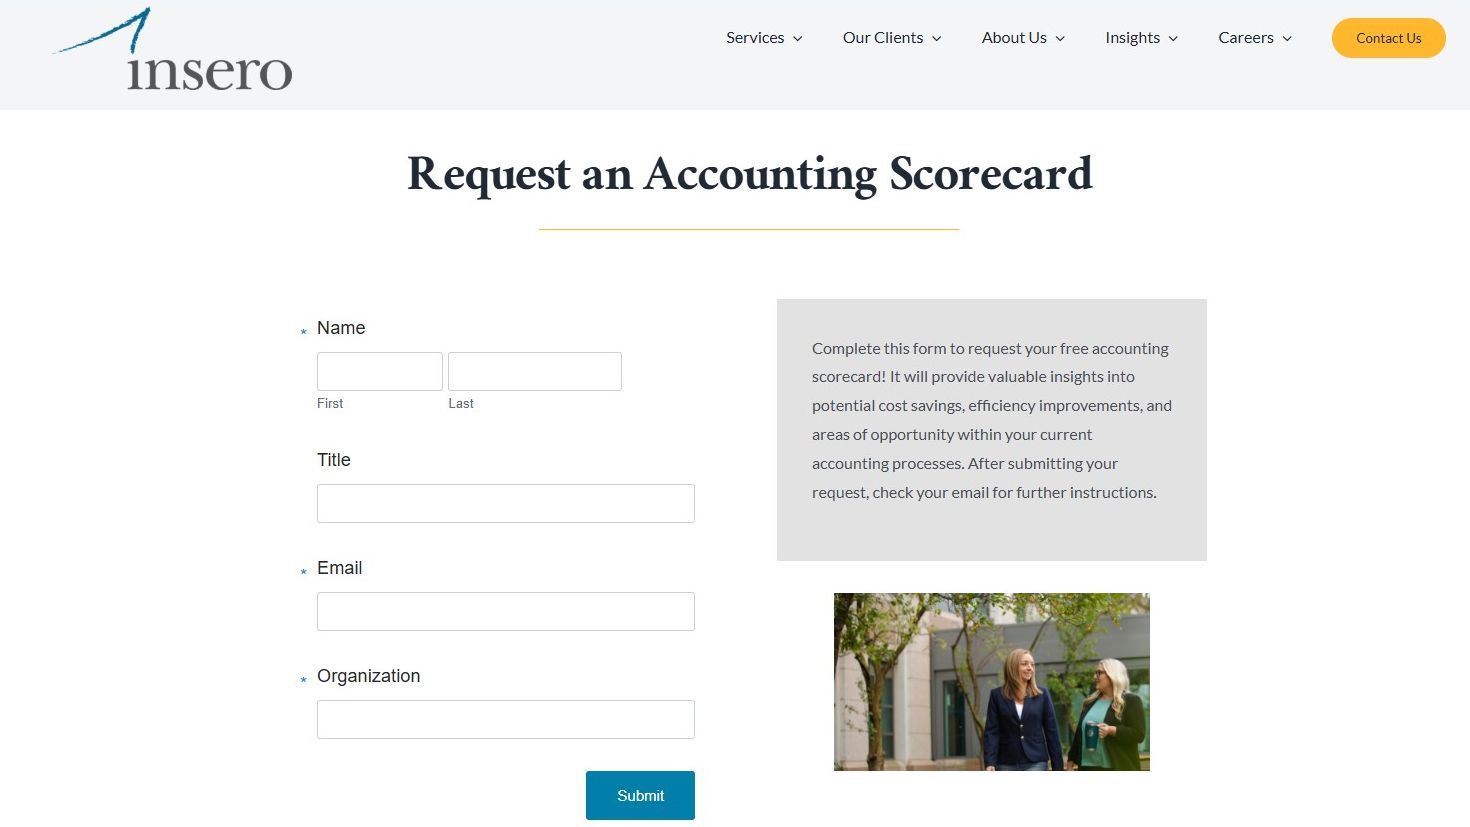 insero
Services
Our Clients
About Us
Insights
Careers
Contact Us
Request an Accounting Scorecard
* Name
First
Last
Title
* Email
* Organization
Submit
Complete this form to request your free accounting
scorecard! It will provide valuable insights into
potential cost savings, efficiency improvements, and
areas of opportunity within your current
accounting processes. After submitting your
request, check your email for further instructions.